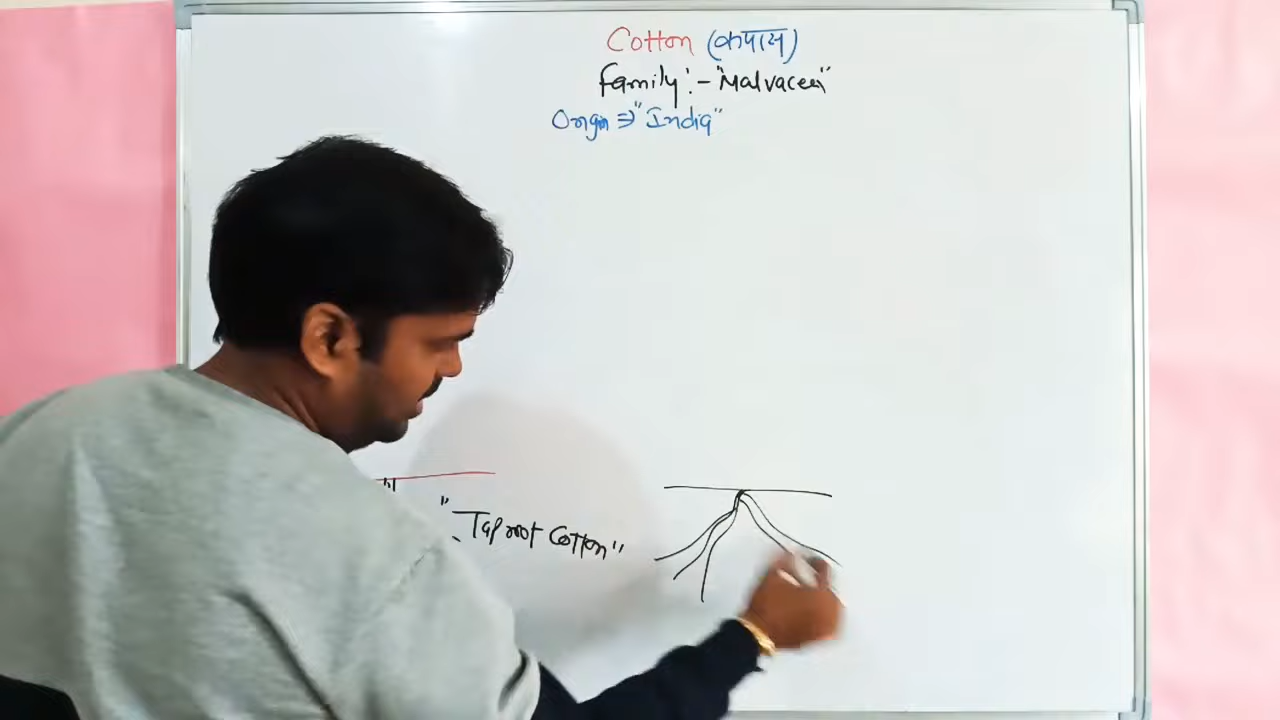 Cotton (कपास)
family :- "Malvaceae"
Origin ⇒ "India"
"Tap root Cotton"